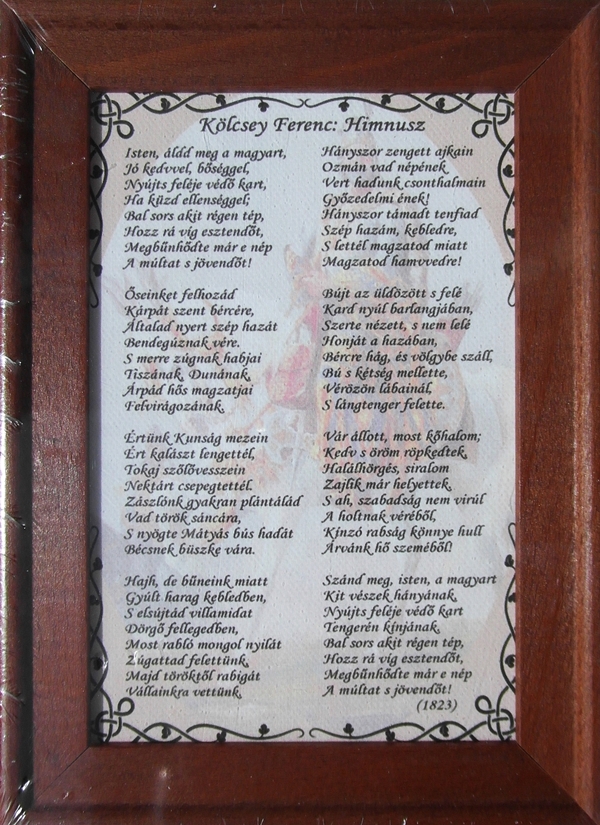 Kölcsey Ferenc: Himnusz
Isten, áldd meg a magyart,
Jó kedvvel, bőséggel,
Nyújts feléje védő kart,
Ha küzd ellenséggel;
Bal sors akit régen tép,
Hozz rá víg esztendőt,
Megbűnhődte már e nép
A múltat s jövendőt!
Őseinket felhozád
Kárpát szent bércére,
Általad nyert szép hazát
Bendegúznak vére.
S merre zúgnak habjai
Tiszának, Dunának,
Árpád hős magzatjai
Felvirágozának.
Értünk Kunság mezein
Ért kalászt lengettél,
Tokaj szőlővesszein
Nektárt csepegtettél.
Zászlónk gyakran plántálád
Vad török sáncára,
S nyögte Mátyás bús hadát
Bécsnek büszke vára.
Hajh, de bűneink miatt
Gyúlt harag kebledben,
S elsújtád villamidat
Dörgő fellegedben,
Most rabló mongol nyilát
Zúgattad felettünk,
Majd töröktől rabigát
Vállainkra vettünk.
Hányszor zengett ajkain
Ozmán vad népének
Vert hadunk csonthalmain
Győzedelmi ének!
Hányszor támadt tenfiad
Szép hazám, kebledre,
S lettél magzatod miatt
Magzatod hamvvedre!
Bújt az üldözött s felé
Kard nyúl barlangjában,
Szerte nézett, s nem lelé
Honját a hazában,
Bércre hág, és völgybe száll,
Bú s kétség mellette,
Vérözön lábainál,
S lángtenger felette.
Vár állott, most kőhalom;
Kedv s öröm röpkedtek,
Halálhörgés, siralom
Zajlik már helyettek.
S ah, szabadság nem virúl
A holtnak véréből,
Kínzó rabság könnye hull
Árvánk hő szeméből!
Szánd meg, isten, a magyart
Kit vészek hányának,
Nyújts feléje védő kart
Tengerén kínjának.
Bal sors akit régen tép,
Hozz rá víg esztendőt,
Megbűnhődte már e nép
A múltat s jövendőt!
(1823)